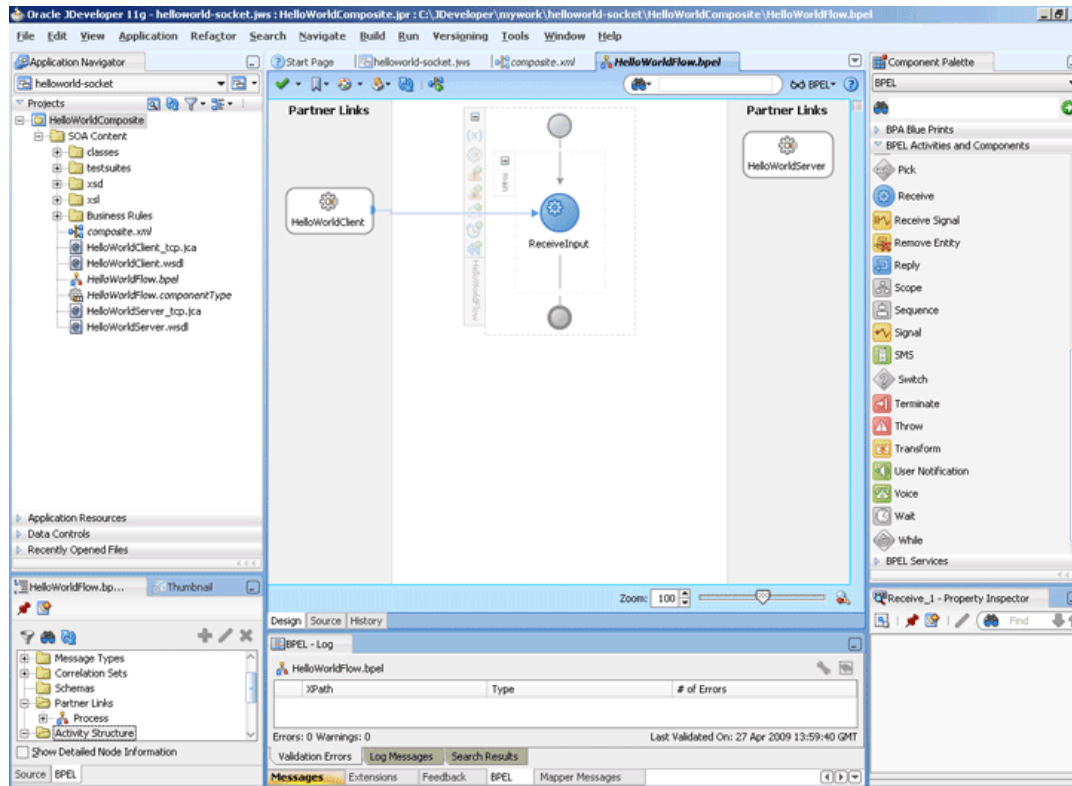 Oracle JDeveloper 11g - helloworld-socket.jws : HelloWorldComposite.jpr : C:\JDeveloper\mywork\helloworld-socket\HelloWorldComposite\HelloWorldFlow.bpel
File Edit View Application Refactor Search Navigate Build Run Versioning Tools Window Help
Application Navigator
helloworld-socket
Projects
HelloWorldComposite
SOA Content
classes
testsuites
xsd
xsl
Business Rules
composite.xml
HelloWorldClient_tcp.jca
HelloWorldClient.wsdl
HelloWorldFlow.bpel
HelloWorldFlow.componentType
HelloWorldServer_tcp.jca
HelloWorldServer.wsdl
Application Resources
Data Controls
Recently Opened Files
HelloWorldFlow.bp...
Thumbnail
Message Types
Correlation Sets
Schemas
Partner Links
Process
Activity Structure
Show Detailed Node Information
Source BPEL
Start Page helloworld-socket.jws composite.xml HelloWorldFlow.bpel
BPEL
Partner Links
HelloWorldClient
main
ReceiveInput
HelloWorldFlow
Partner Links
HelloWorldServer
Zoom: 100
Design Source History
BPEL - Log
HelloWorldFlow.bpel
XPath Type # of Errors
Errors: 0 Warnings: 0 Last Validated On: 27 Apr 2009 13:59:40 GMT
Validation Errors Log Messages Search Results
Messages Extensions Feedback BPEL Mapper Messages
Component Palette
BPEL
BPA Blue Prints
BPEL Activities and Components
Pick
Receive
Receive Signal
Remove Entity
Reply
Scope
Sequence
Signal
SMS
Switch
Terminate
Throw
Transform
User Notification
Voice
Wait
While
BPEL Services
Receive_1 - Property Inspector
Find